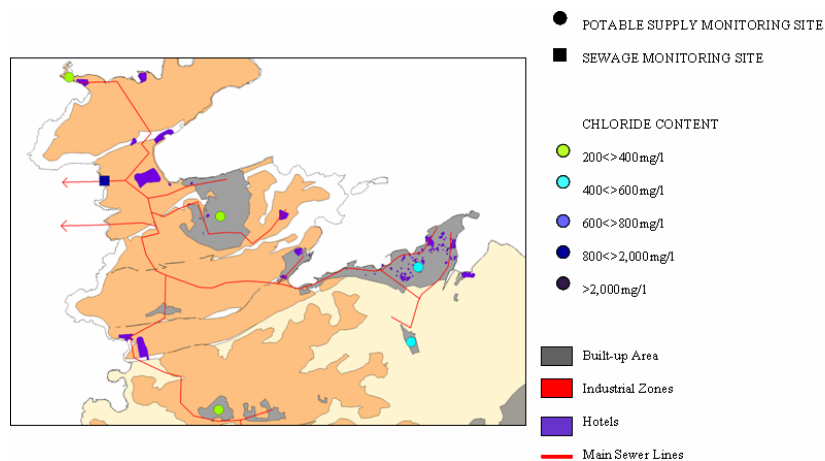 POTABLE SUPPLY MONITORING SITE
SEWAGE MONITORING SITE
CHLORIDE CONTENT
200<>400mg/l
400<>600mg/l
600<>800mg/l
800<>2,000mg/l
>2,000mg/l
Built-up Area
Industrial Zones
Hotels
Main Sewer Lines